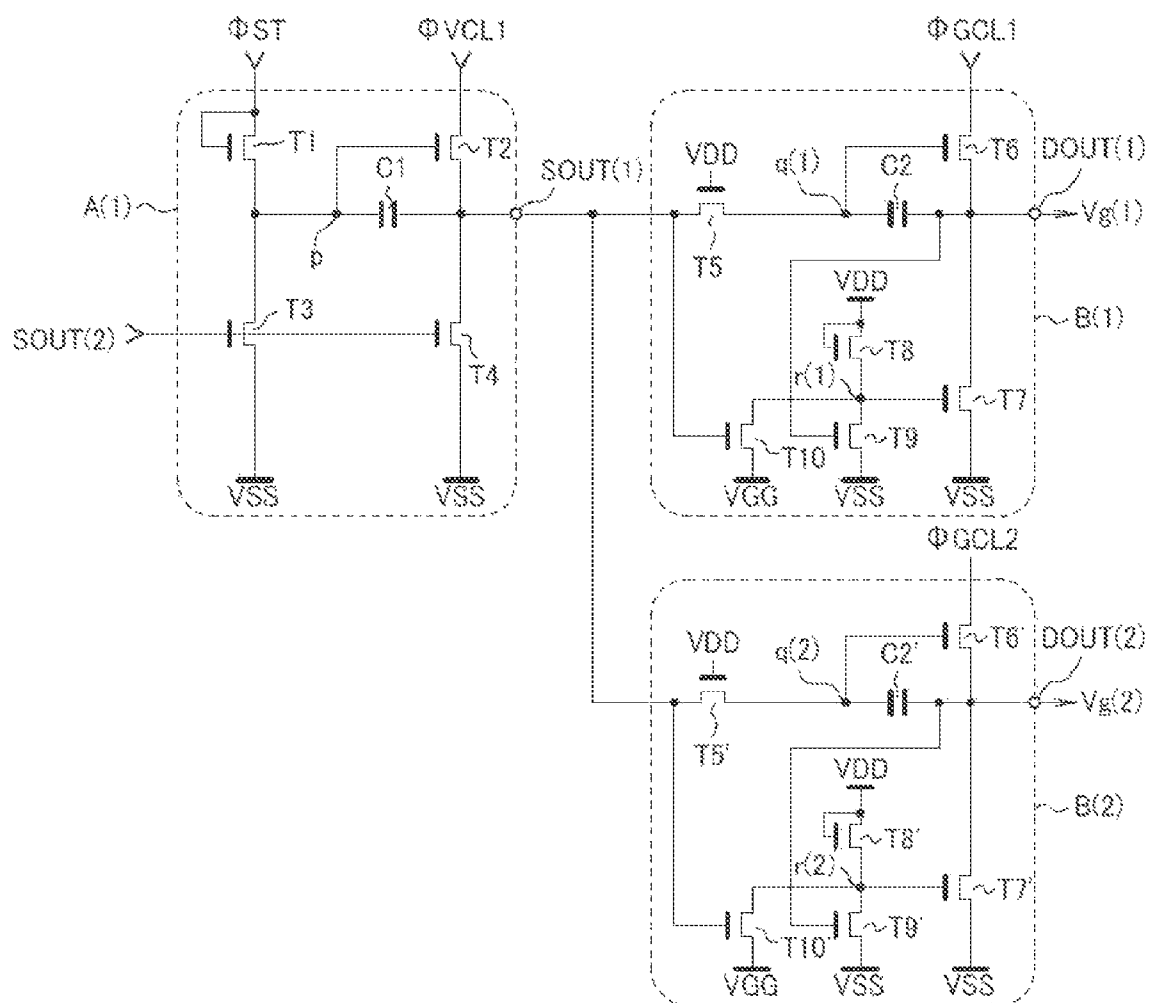 ΦST
ΦVCL1
ΦGCL1
T1
T2
T6
DOUT(1)
C1
SOUT(1)
VDD
q(1)
C2
A(1)
Vg(1)
p
T5
VDD
T3
B(1)
SOUT(2)
T8
T4
r(1)
T7
T10
T9
VSS
VSS
VGG
VSS
VSS
ΦGCL2
T6'
DOUT(2)
VDD
q(2)
C2'
Vg(2)
T5'
VDD
B(2)
T8'
r(2)
T7'
T10'
T9'
VGG
VSS
VSS